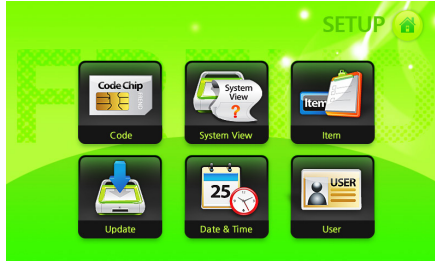 SETUP
Code Chip
Code
System
View
?
System View
Item
Item
Update
25
Date & Time
USER
User